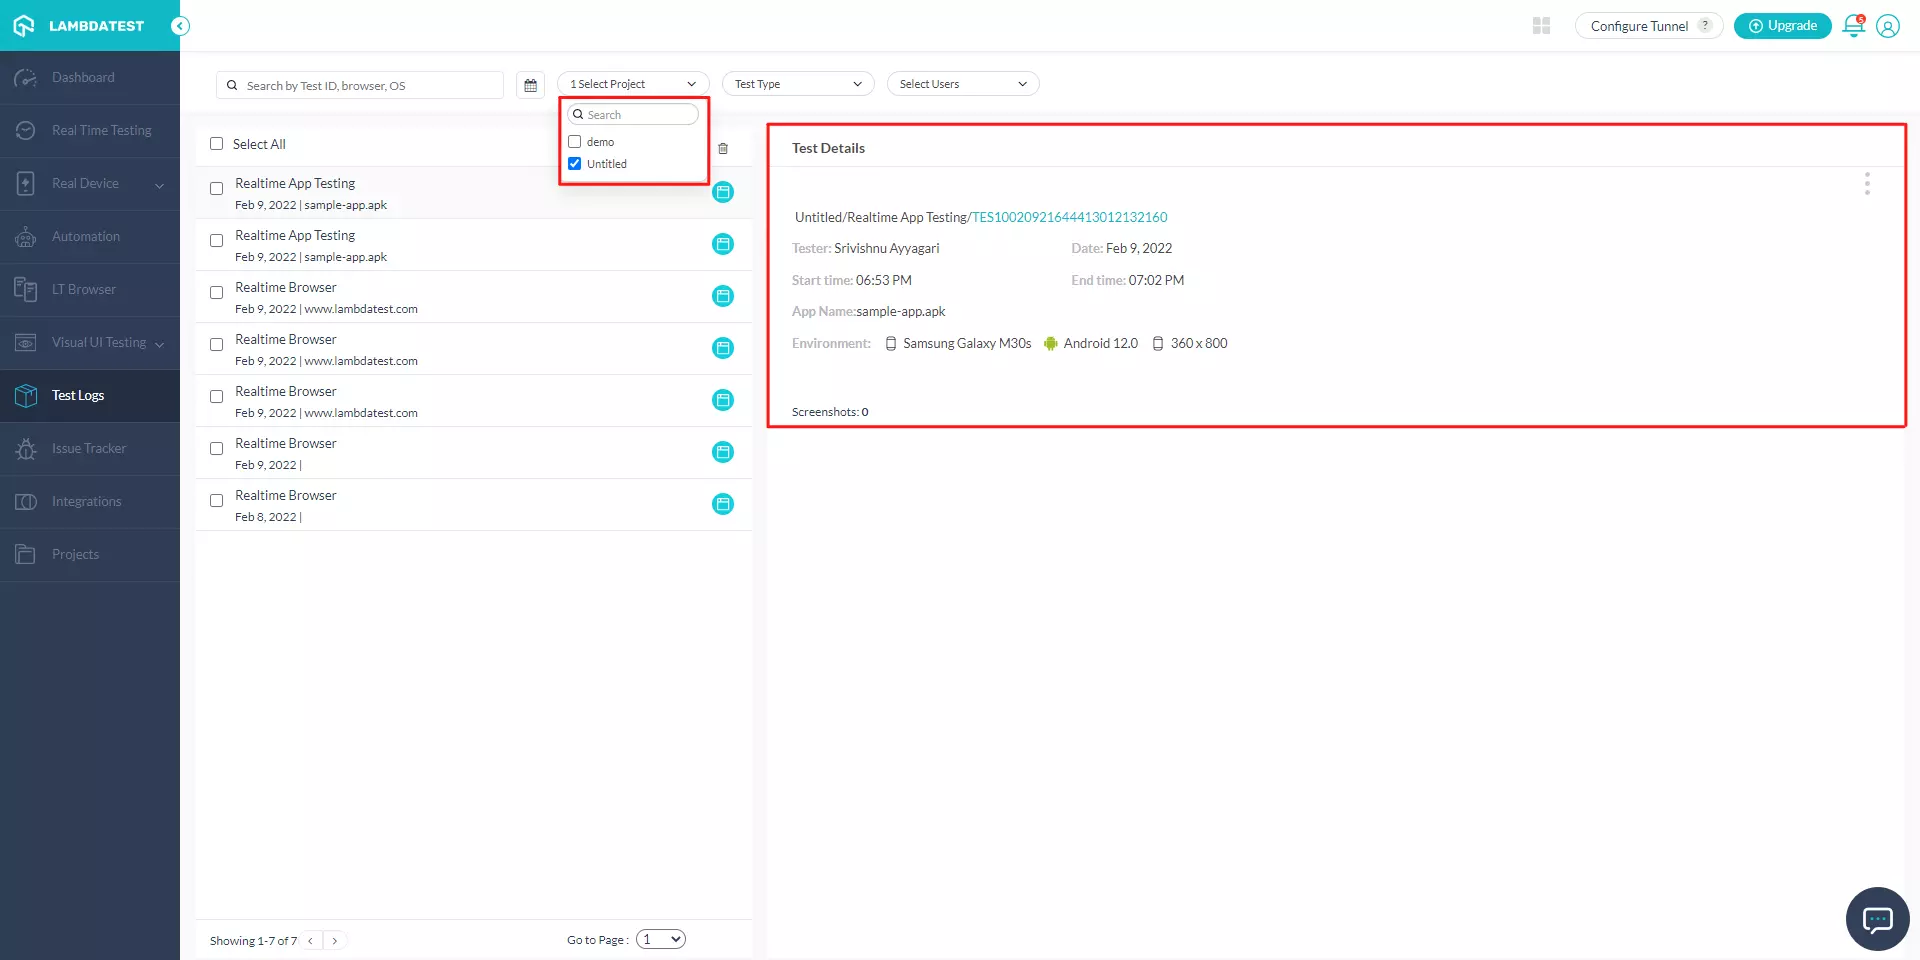 LAMBDATEST
Configure Tunnel ?
Upgrade
5
Dashboard
Real Time Testing
Real Device
Automation
LT Browser
Visual UI Testing
Test Logs
Issue Tracker
Integrations
Projects
Search by Test ID, browser, OS
1 Select Project
Test Type
Select Users
Search
demo
Untitled
Select All
Realtime App Testing
Feb 9, 2022 | sample-app.apk
Realtime App Testing
Feb 9, 2022 | sample-app.apk
Realtime Browser
Feb 9, 2022 | www.lambdatest.com
Realtime Browser
Feb 9, 2022 | www.lambdatest.com
Realtime Browser
Feb 9, 2022 | www.lambdatest.com
Realtime Browser
Feb 9, 2022 |
Realtime Browser
Feb 8, 2022 |
Showing 1-7 of 7
Go to Page : 1
Test Details
Untitled/Realtime App Testing/TES10020921644413012132160
Tester: Srivishnu Ayyagari Date: Feb 9, 2022
Start time: 06:53 PM End time: 07:02 PM
App Name:sample-app.apk
Environment: Samsung Galaxy M30s Android 12.0 360 x 800
Screenshots: 0